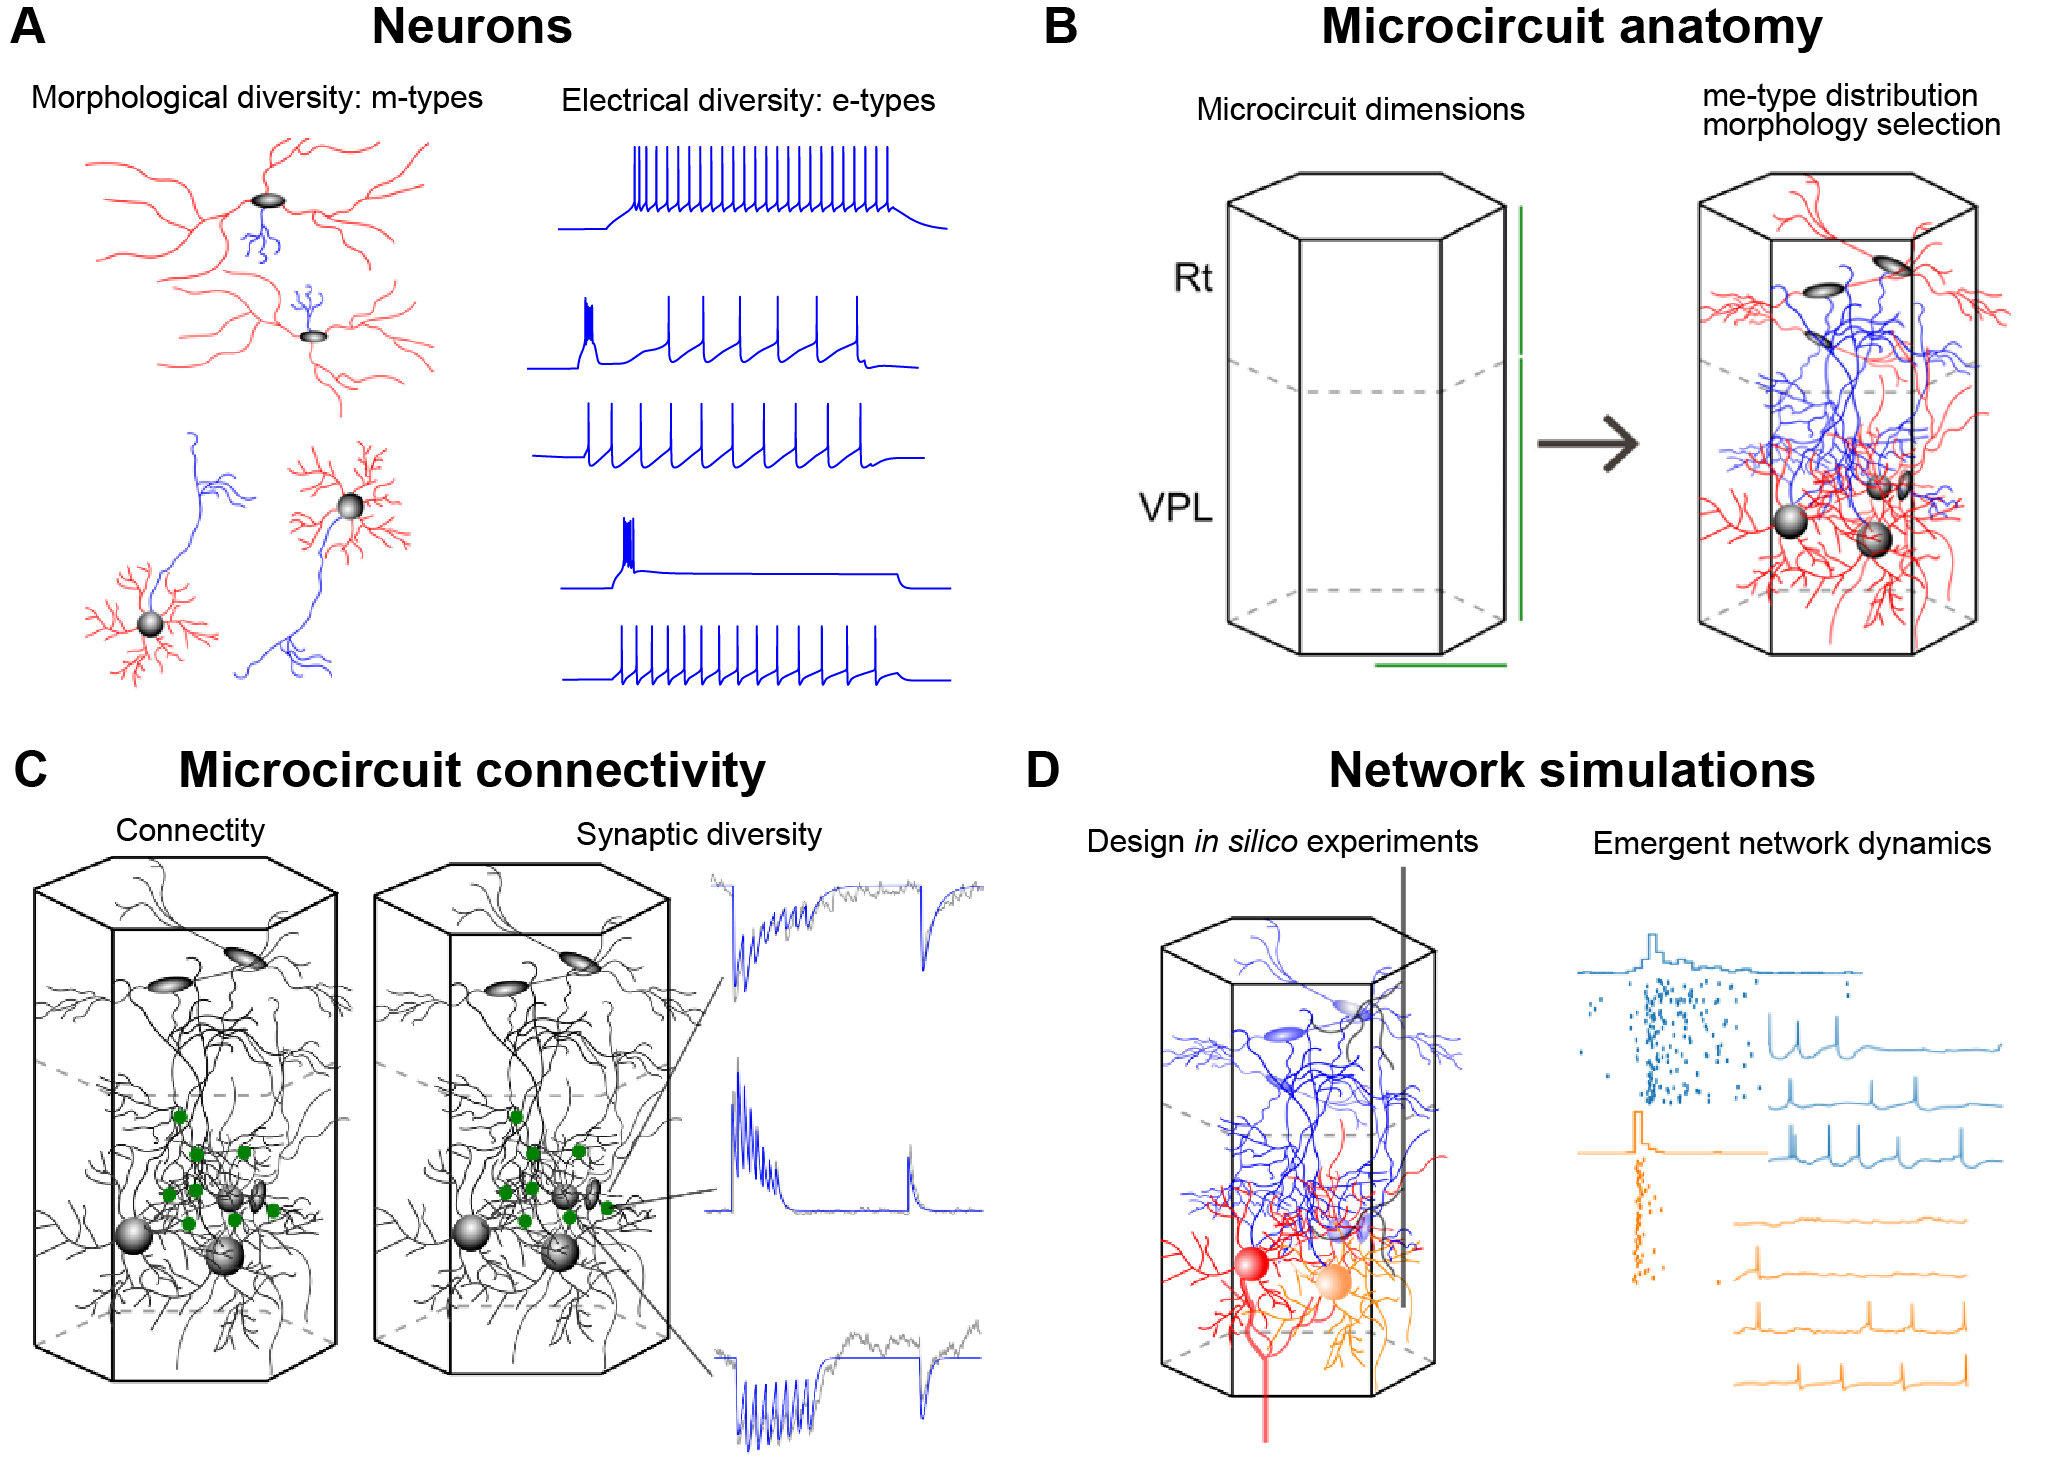 A
Neurons
Morphological diversity: m-types
Electrical diversity: e-types
B
Microcircuit anatomy
Microcircuit dimensions
me-type distribution
morphology selection
Rt
VPL
C
Microcircuit connectivity
Connectity
Synaptic diversity
D
Network simulations
Design in silico experiments
Emergent network dynamics